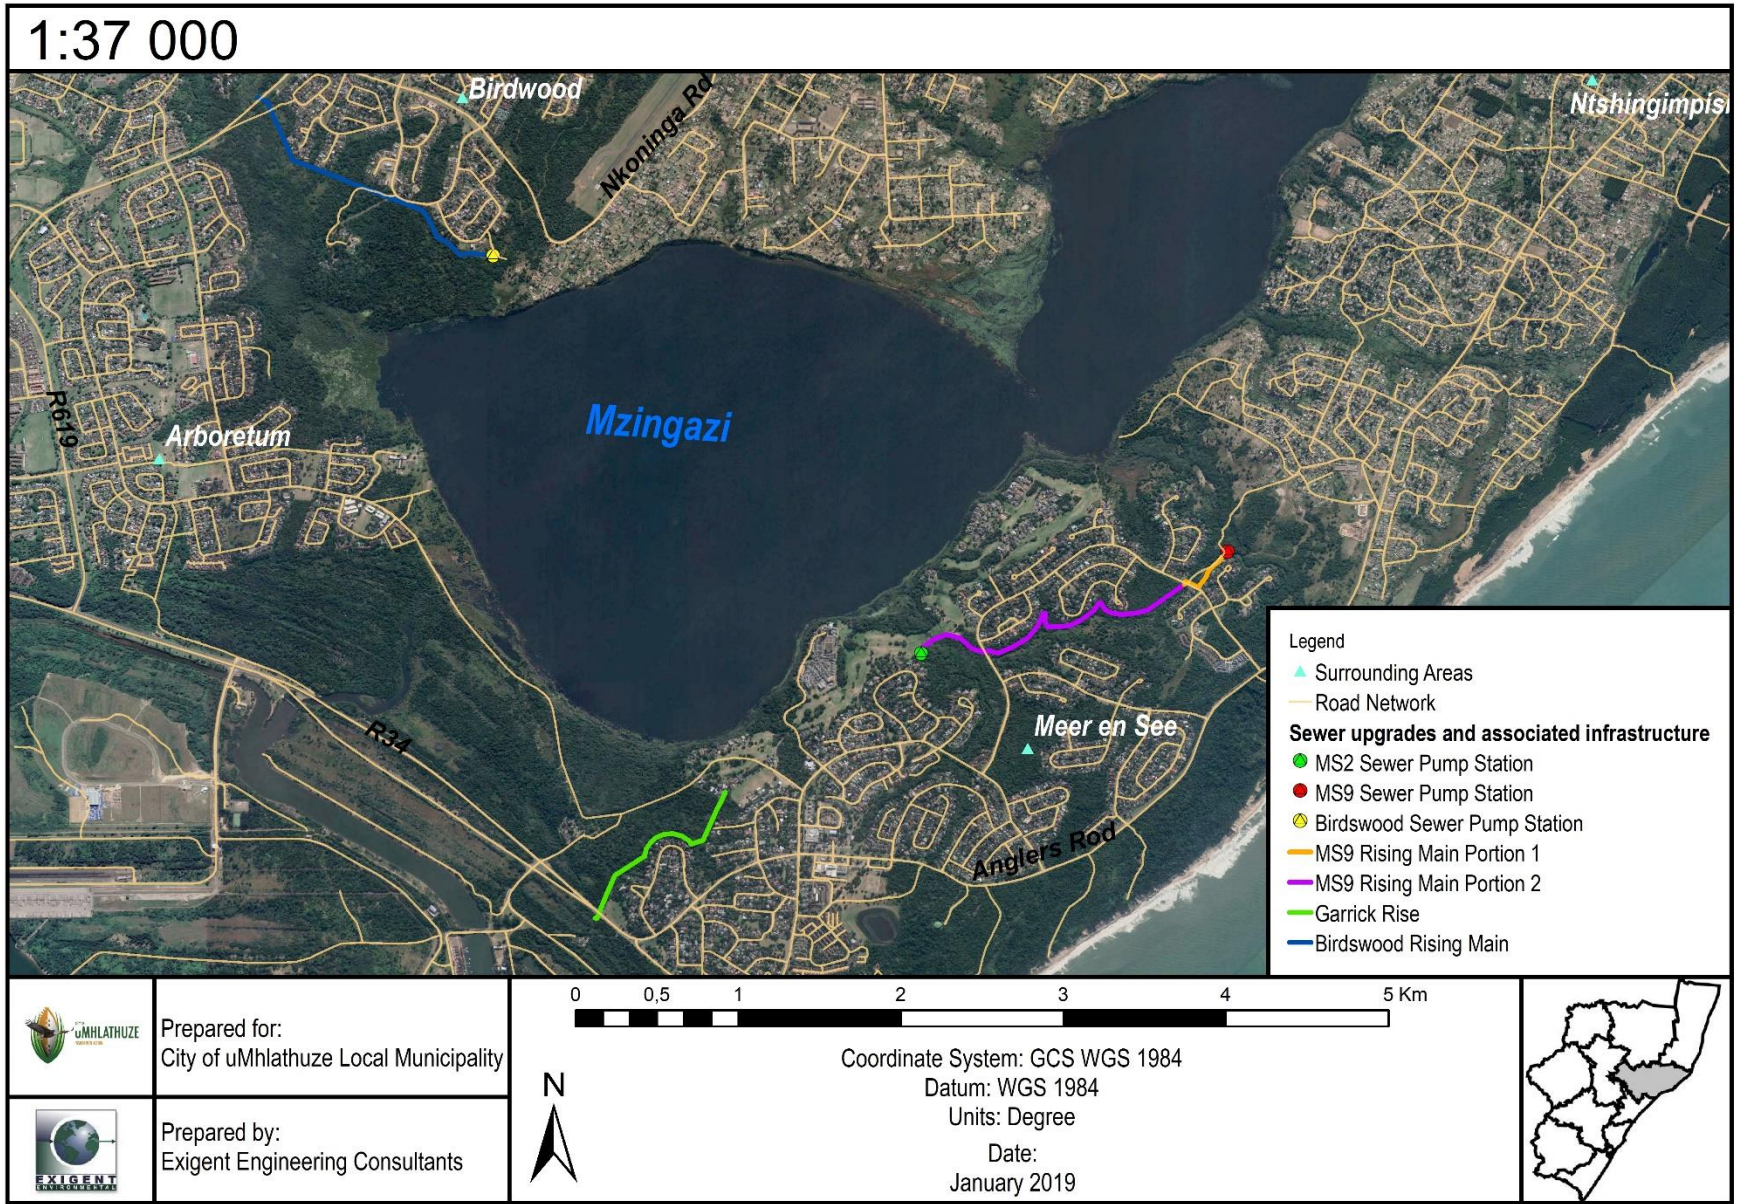 1:37 000
Birdwood
Nkoninga Rd
Ntshingimpisi
R619
Arboretum
Mzingazi
R34
Meer en See
Anglers Rod
Legend
Surrounding Areas
Road Network
Sewer upgrades and associated infrastructure
MS2 Sewer Pump Station
MS9 Sewer Pump Station
Birdswood Sewer Pump Station
MS9 Rising Main Portion 1
MS9 Rising Main Portion 2
Garrick Rise
Birdswood Rising Main
uMHLATHUZE
Prepared for:
City of uMhlathuze Local Municipality
EXIGENT
ENVIRONMENTAL
Prepared by:
Exigent Engineering Consultants
0 0,5 1 2 3 4 5 Km
N
Coordinate System: GCS WGS 1984
Datum: WGS 1984
Units: Degree
Date:
January 2019